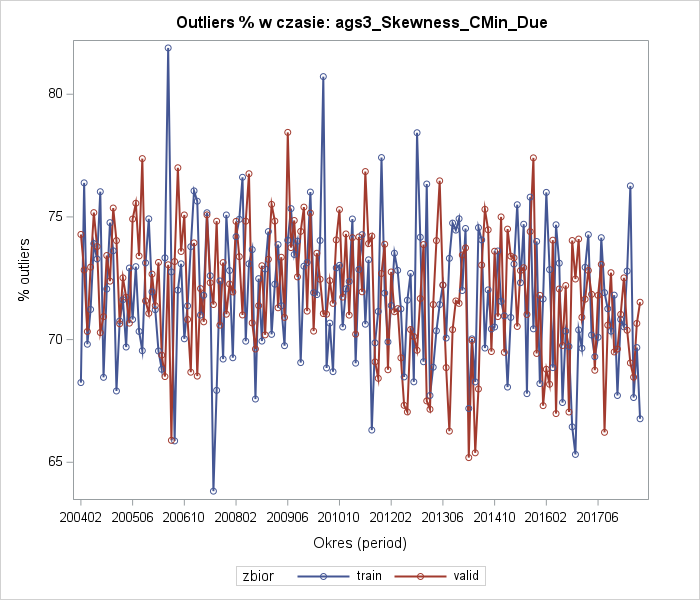 Outliers % w czasie: ags3_Skewness_CMin_Due
80
75
70
65
% outliers
200402 200506 200610 200802 200906 201010 201202 201306 201410 201602 201706
Okres (period)
zbior train valid